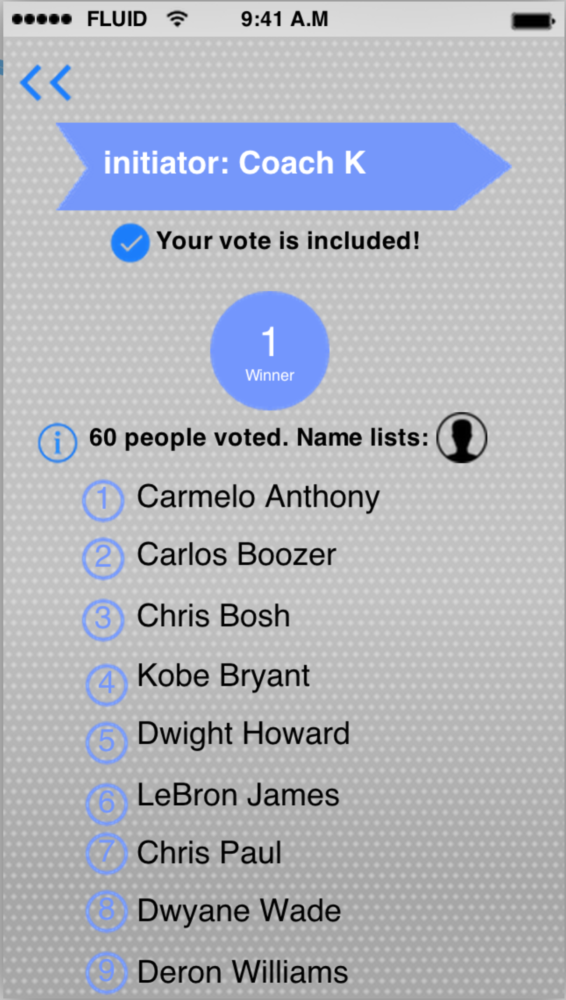 FLUID 9:41 A.M
initiator: Coach K
Your vote is included!
1
Winner
i 60 people voted. Name lists:
1 Carmelo Anthony
2 Carlos Boozer
3 Chris Bosh
4 Kobe Bryant
5 Dwight Howard
6 LeBron James
7 Chris Paul
8 Dwyane Wade
9 Deron Williams